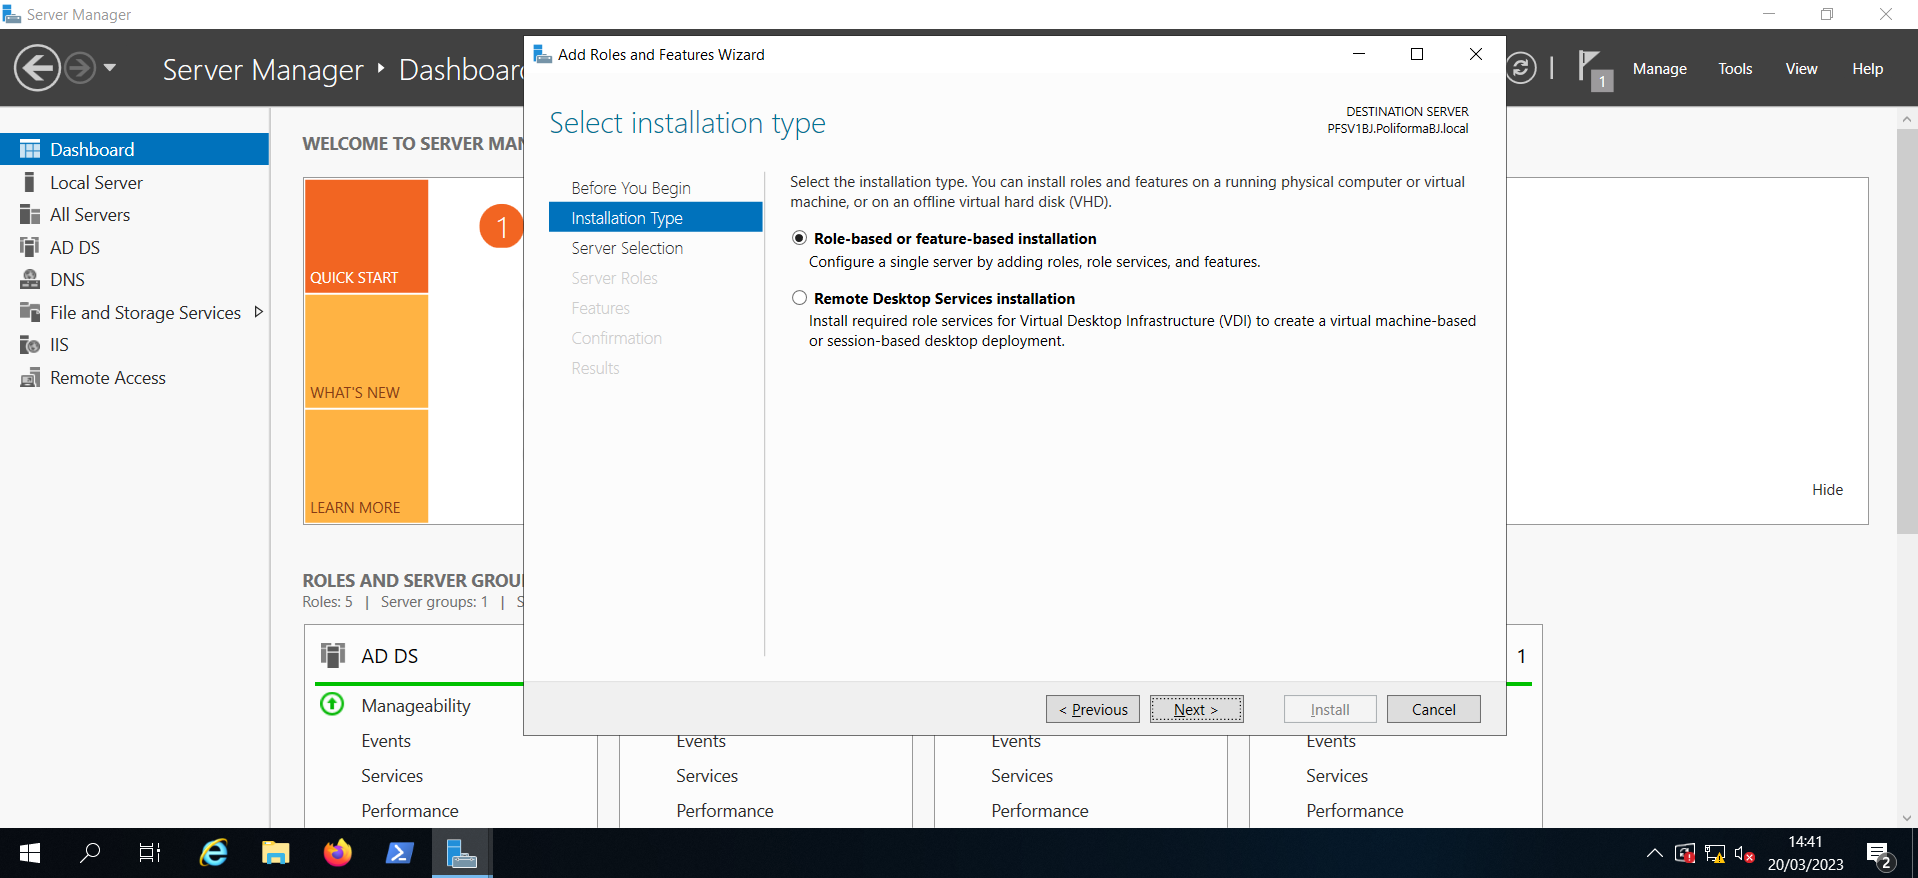 Server Manager
Server Manager ‣ Dashboard
1
Manage
Tools
View
Help
Dashboard
Local Server
All Servers
AD DS
DNS
File and Storage Services
IIS
Remote Access
WELCOME TO SERVER MAN
QUICK START
WHAT'S NEW
LEARN MORE
1
Hide
ROLES AND SERVER GROU
Roles: 5 | Server groups: 1 | S
AD DS
Manageability
Events
Services
Performance
Events
Services
Performance
Events
Services
Performance
1
Events
Services
Performance
Add Roles and Features Wizard
Select installation type
DESTINATION SERVER
PFSV1BJ.PoliformaBJ.local
Before You Begin
Installation Type
Server Selection
Server Roles
Features
Confirmation
Results
Select the installation type. You can install roles and features on a running physical computer or virtual
machine, or on an offline virtual hard disk (VHD).
Role-based or feature-based installation
Configure a single server by adding roles, role services, and features.
Remote Desktop Services installation
Install required role services for Virtual Desktop Infrastructure (VDI) to create a virtual machine-based
or session-based desktop deployment.
< Previous
Next >
Install
Cancel
14:41
20/03/2023
2